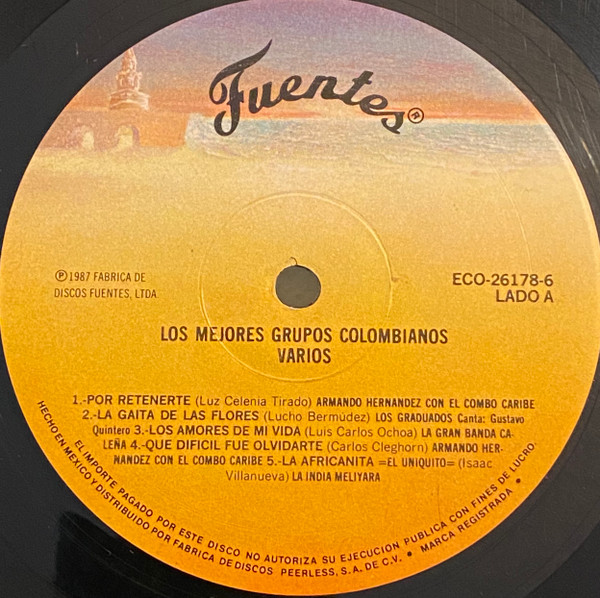 Fuentes®
℗ 1987 FABRICA DE
DISCOS FUENTES, LTDA
ECO-26178-6
LADO A
LOS MEJORES GRUPOS COLOMBIANOS
VARIOS
1.-POR RETENERTE (Luz Celenia Tirado) ARMANDO HERNANDEZ CON EL COMBO CARIBE
2.-LA GAITA DE LAS FLORES (Lucho Bermúdez) LOS GRADUADOS Canta: Gustavo
Quintero 3.-LOS AMORES DE MI VIDA (Luis Carlos Ochoa) LA GRAN BANDA CA-
LEÑA 4.-QUE DIFICIL FUE OLVIDARTE (Carlos Cleghorn) ARMANDO HER-
NANDEZ CON EL COMBO CARIBE 5.-LA AFRICANITA =EL UNIQUITO= (Isaac
Villanueva) LA INDIA MELIYARA
EL IMPORTE PAGADO POR ESTE DISCO NO AUTORIZA SU EJECUCION PUBLICA CON FINES DE LUCRO.
HECHO EN MEXICO Y DISTRIBUIDO POR FABRICA DE DISCOS PEERLESS, S.A. DE C.V. • MARCA REGISTRADA •